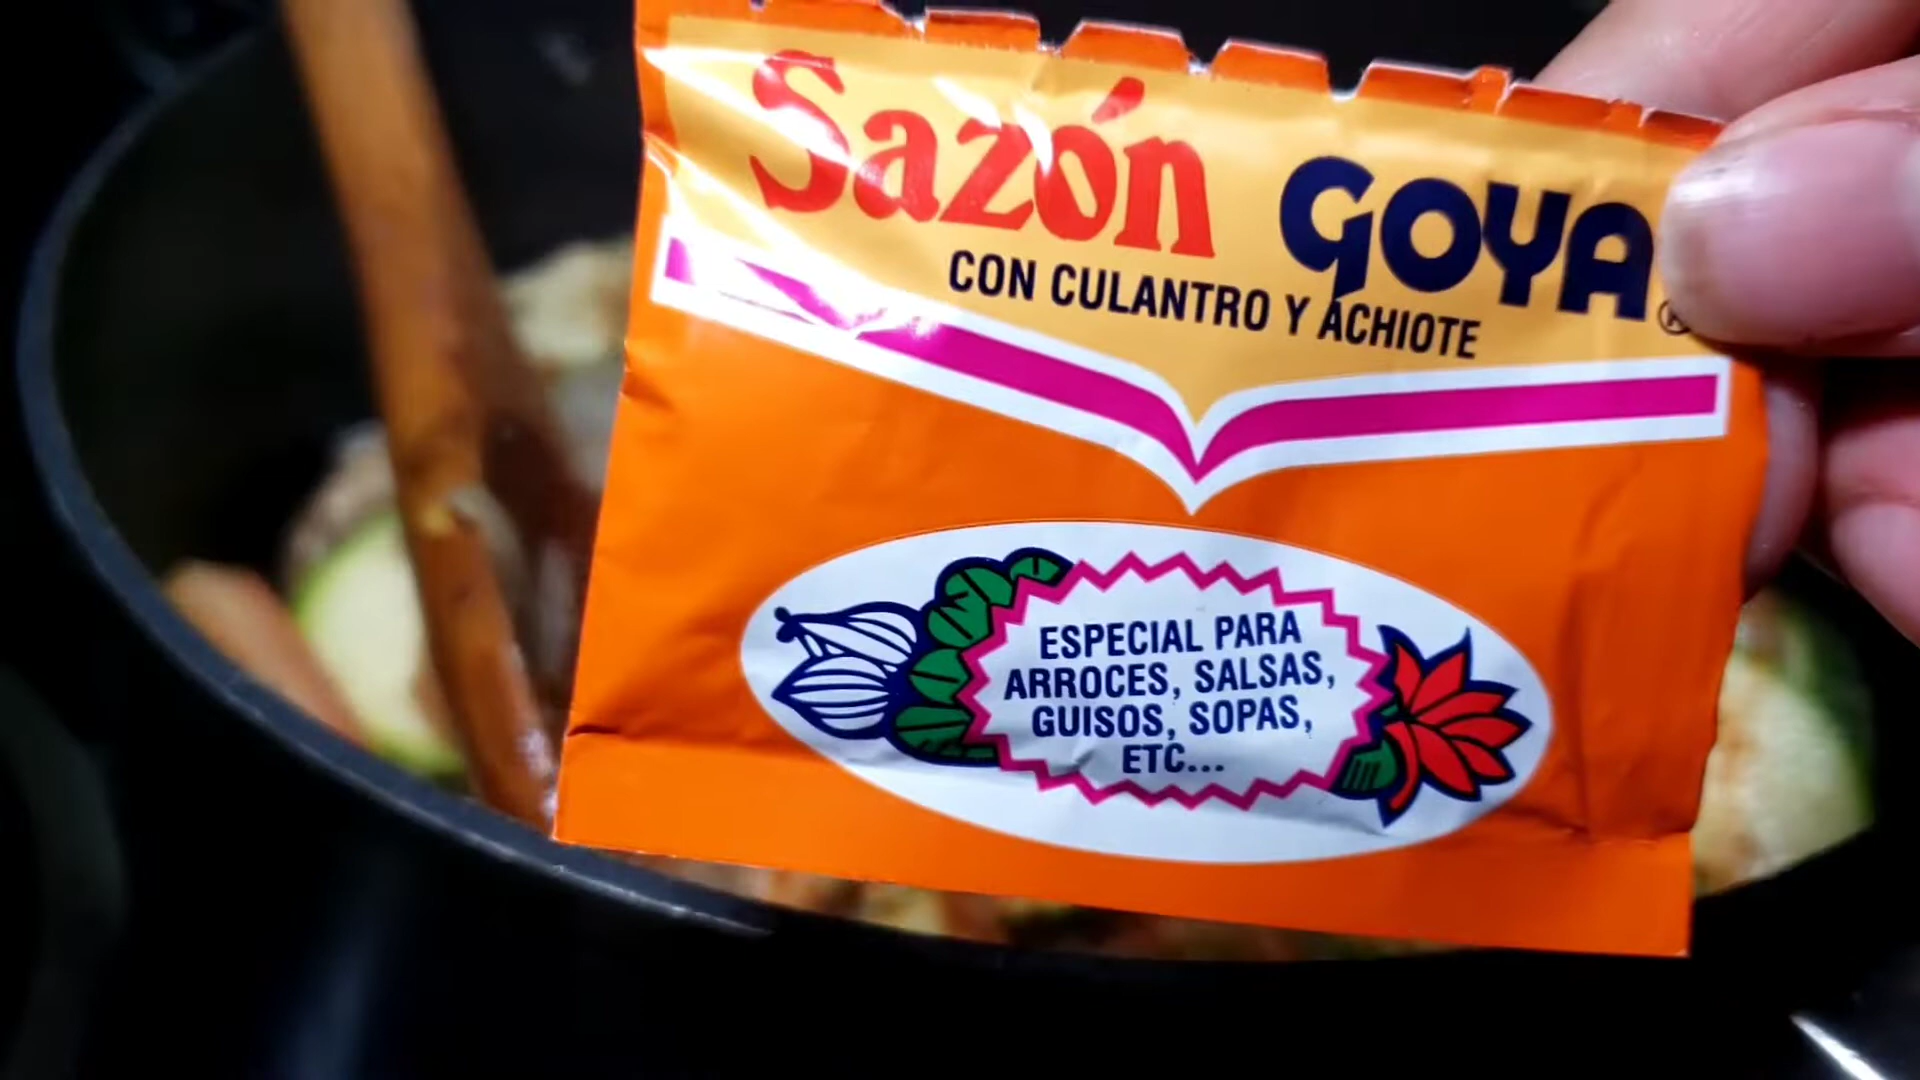 Sazón GOYA®
CON CULANTRO Y ACHIOTE
ESPECIAL PARA
ARROCES, SALSAS,
GUISOS, SOPAS,
ETC...